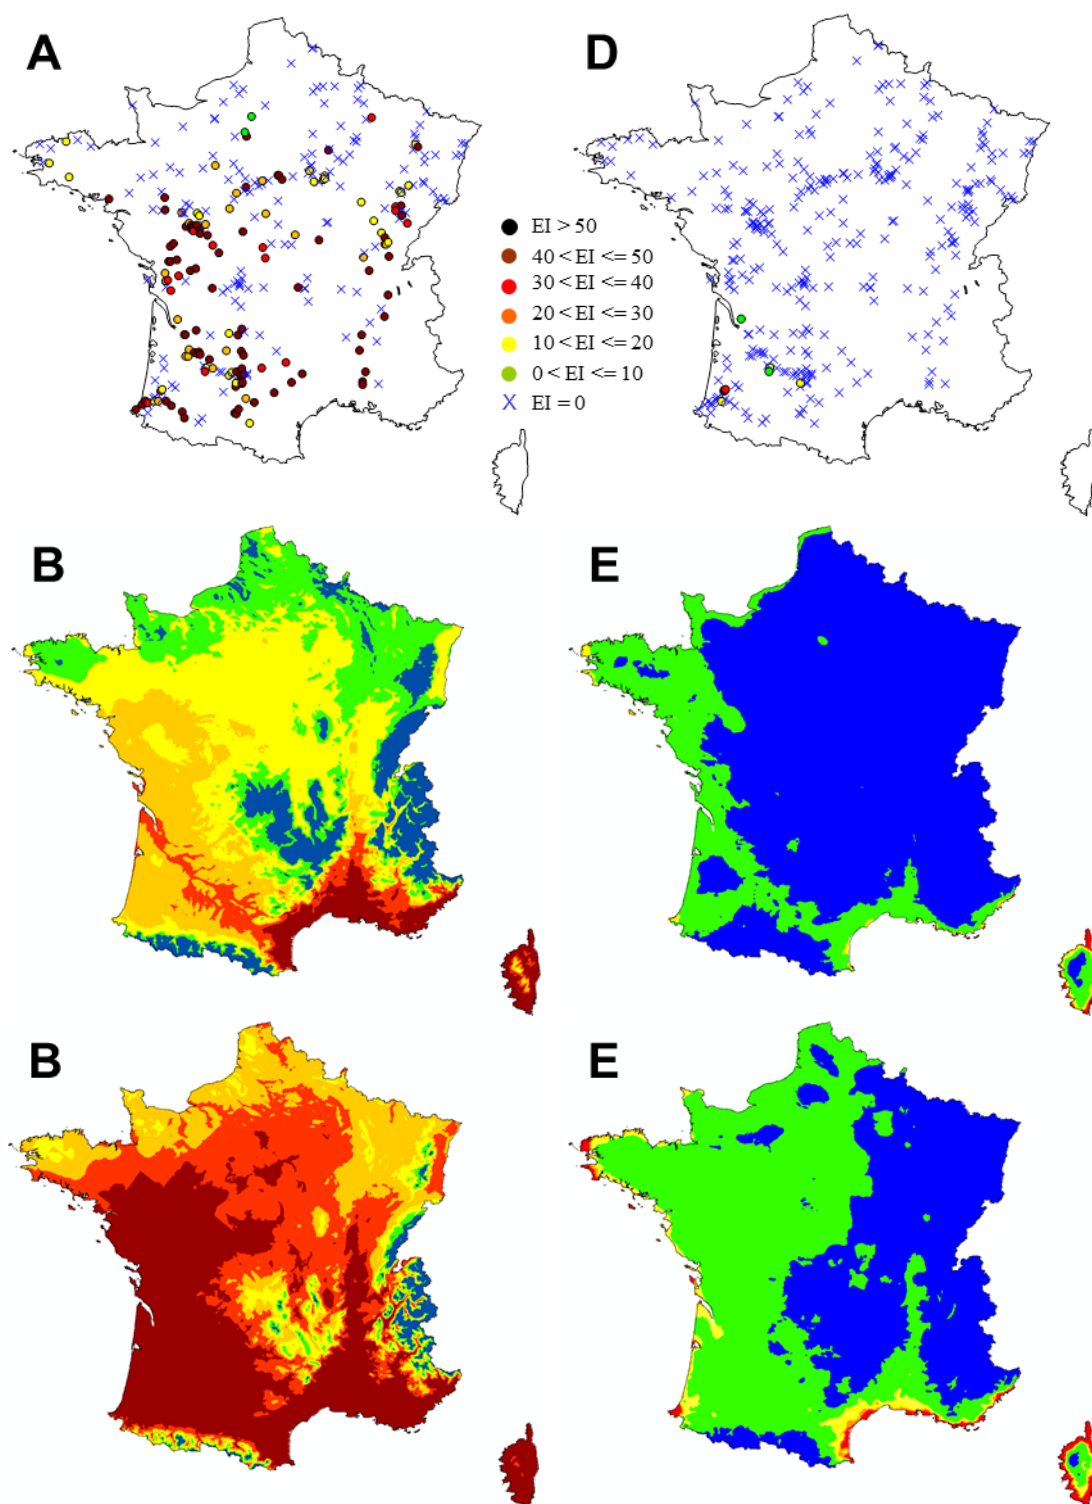 A
D
EI > 50
40 < EI <= 50
30 < EI <= 40
20 < EI <= 30
10 < EI <= 20
0 < EI <= 10
X EI = 0
B
E
B
E